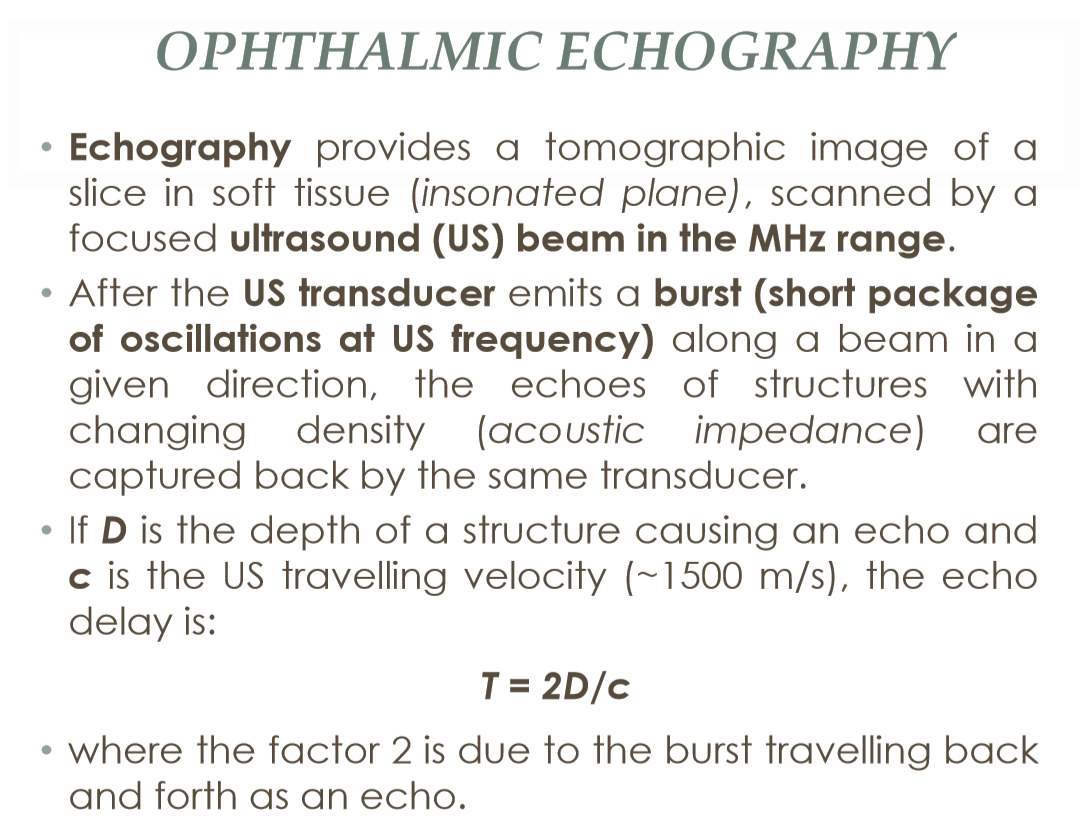 OPHTHALMIC ECHOGRAPHY
• Echography provides a tomographic image of a
slice in soft tissue (insonated plane), scanned by a
focused ultrasound (US) beam in the MHz range.
• After the US transducer emits a burst (short package
of oscillations at US frequency) along a beam in a
given direction, the echoes of structures with
changing density (acoustic impedance) are
captured back by the same transducer.
• If D is the depth of a structure causing an echo and
c is the US travelling velocity (~1500 m/s), the echo
delay is:
T = 2D/c
• where the factor 2 is due to the burst travelling back
and forth as an echo.